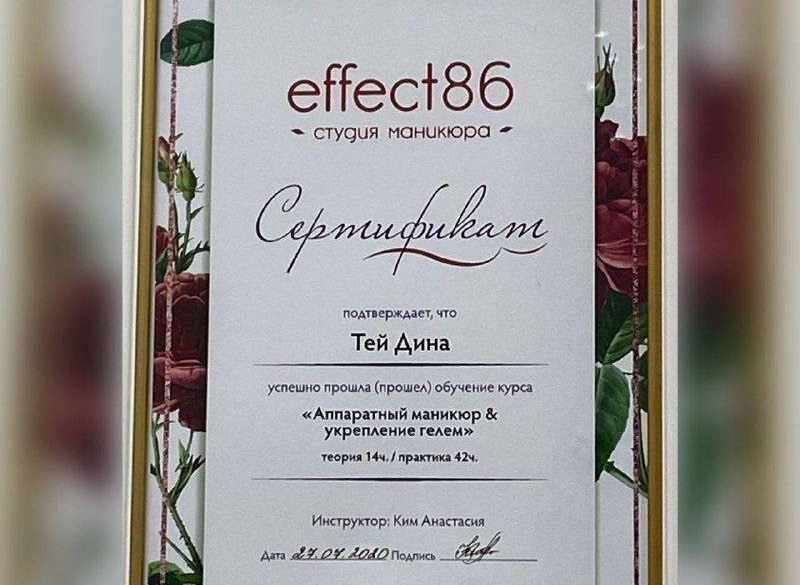 effect86
студия маникюра
Сертификат
подтверждает, что
Тей Дина
успешно прошла (прошел) обучение курса
«Аппаратный маникюр &
укрепление гелем»
теория 14ч. / практика 42ч.
Инструктор: Ким Анастасия
Дата 27.07.2020 Подпись